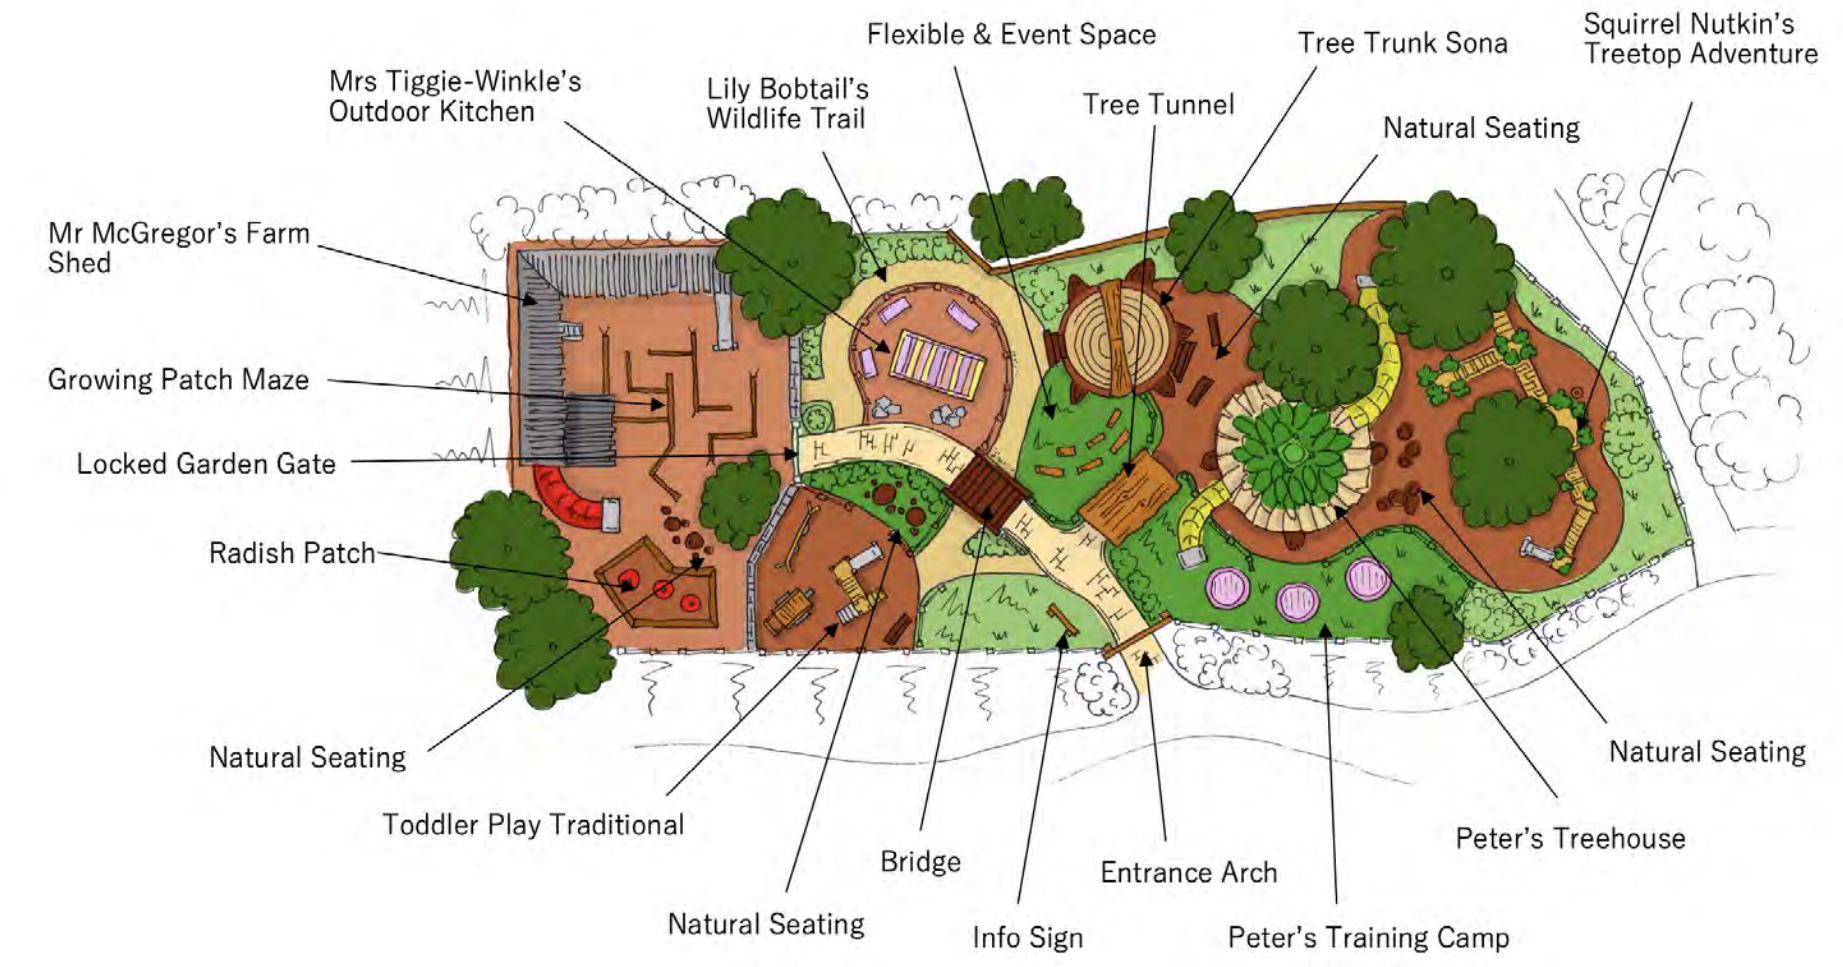 Squirrel Nutkin's
Treetop Adventure
Flexible & Event Space
Tree Trunk Sona
Mrs Tiggie-Winkle's
Outdoor Kitchen
Lily Bobtail's
Wildlife Trail
Tree Tunnel
Natural Seating
Mr McGregor's Farm
Shed
Growing Patch Maze
Locked Garden Gate
Radish Patch
Natural Seating
Natural Seating
Toddler Play Traditional
Peter's Treehouse
Bridge
Entrance Arch
Natural Seating
Info Sign
Peter's Training Camp